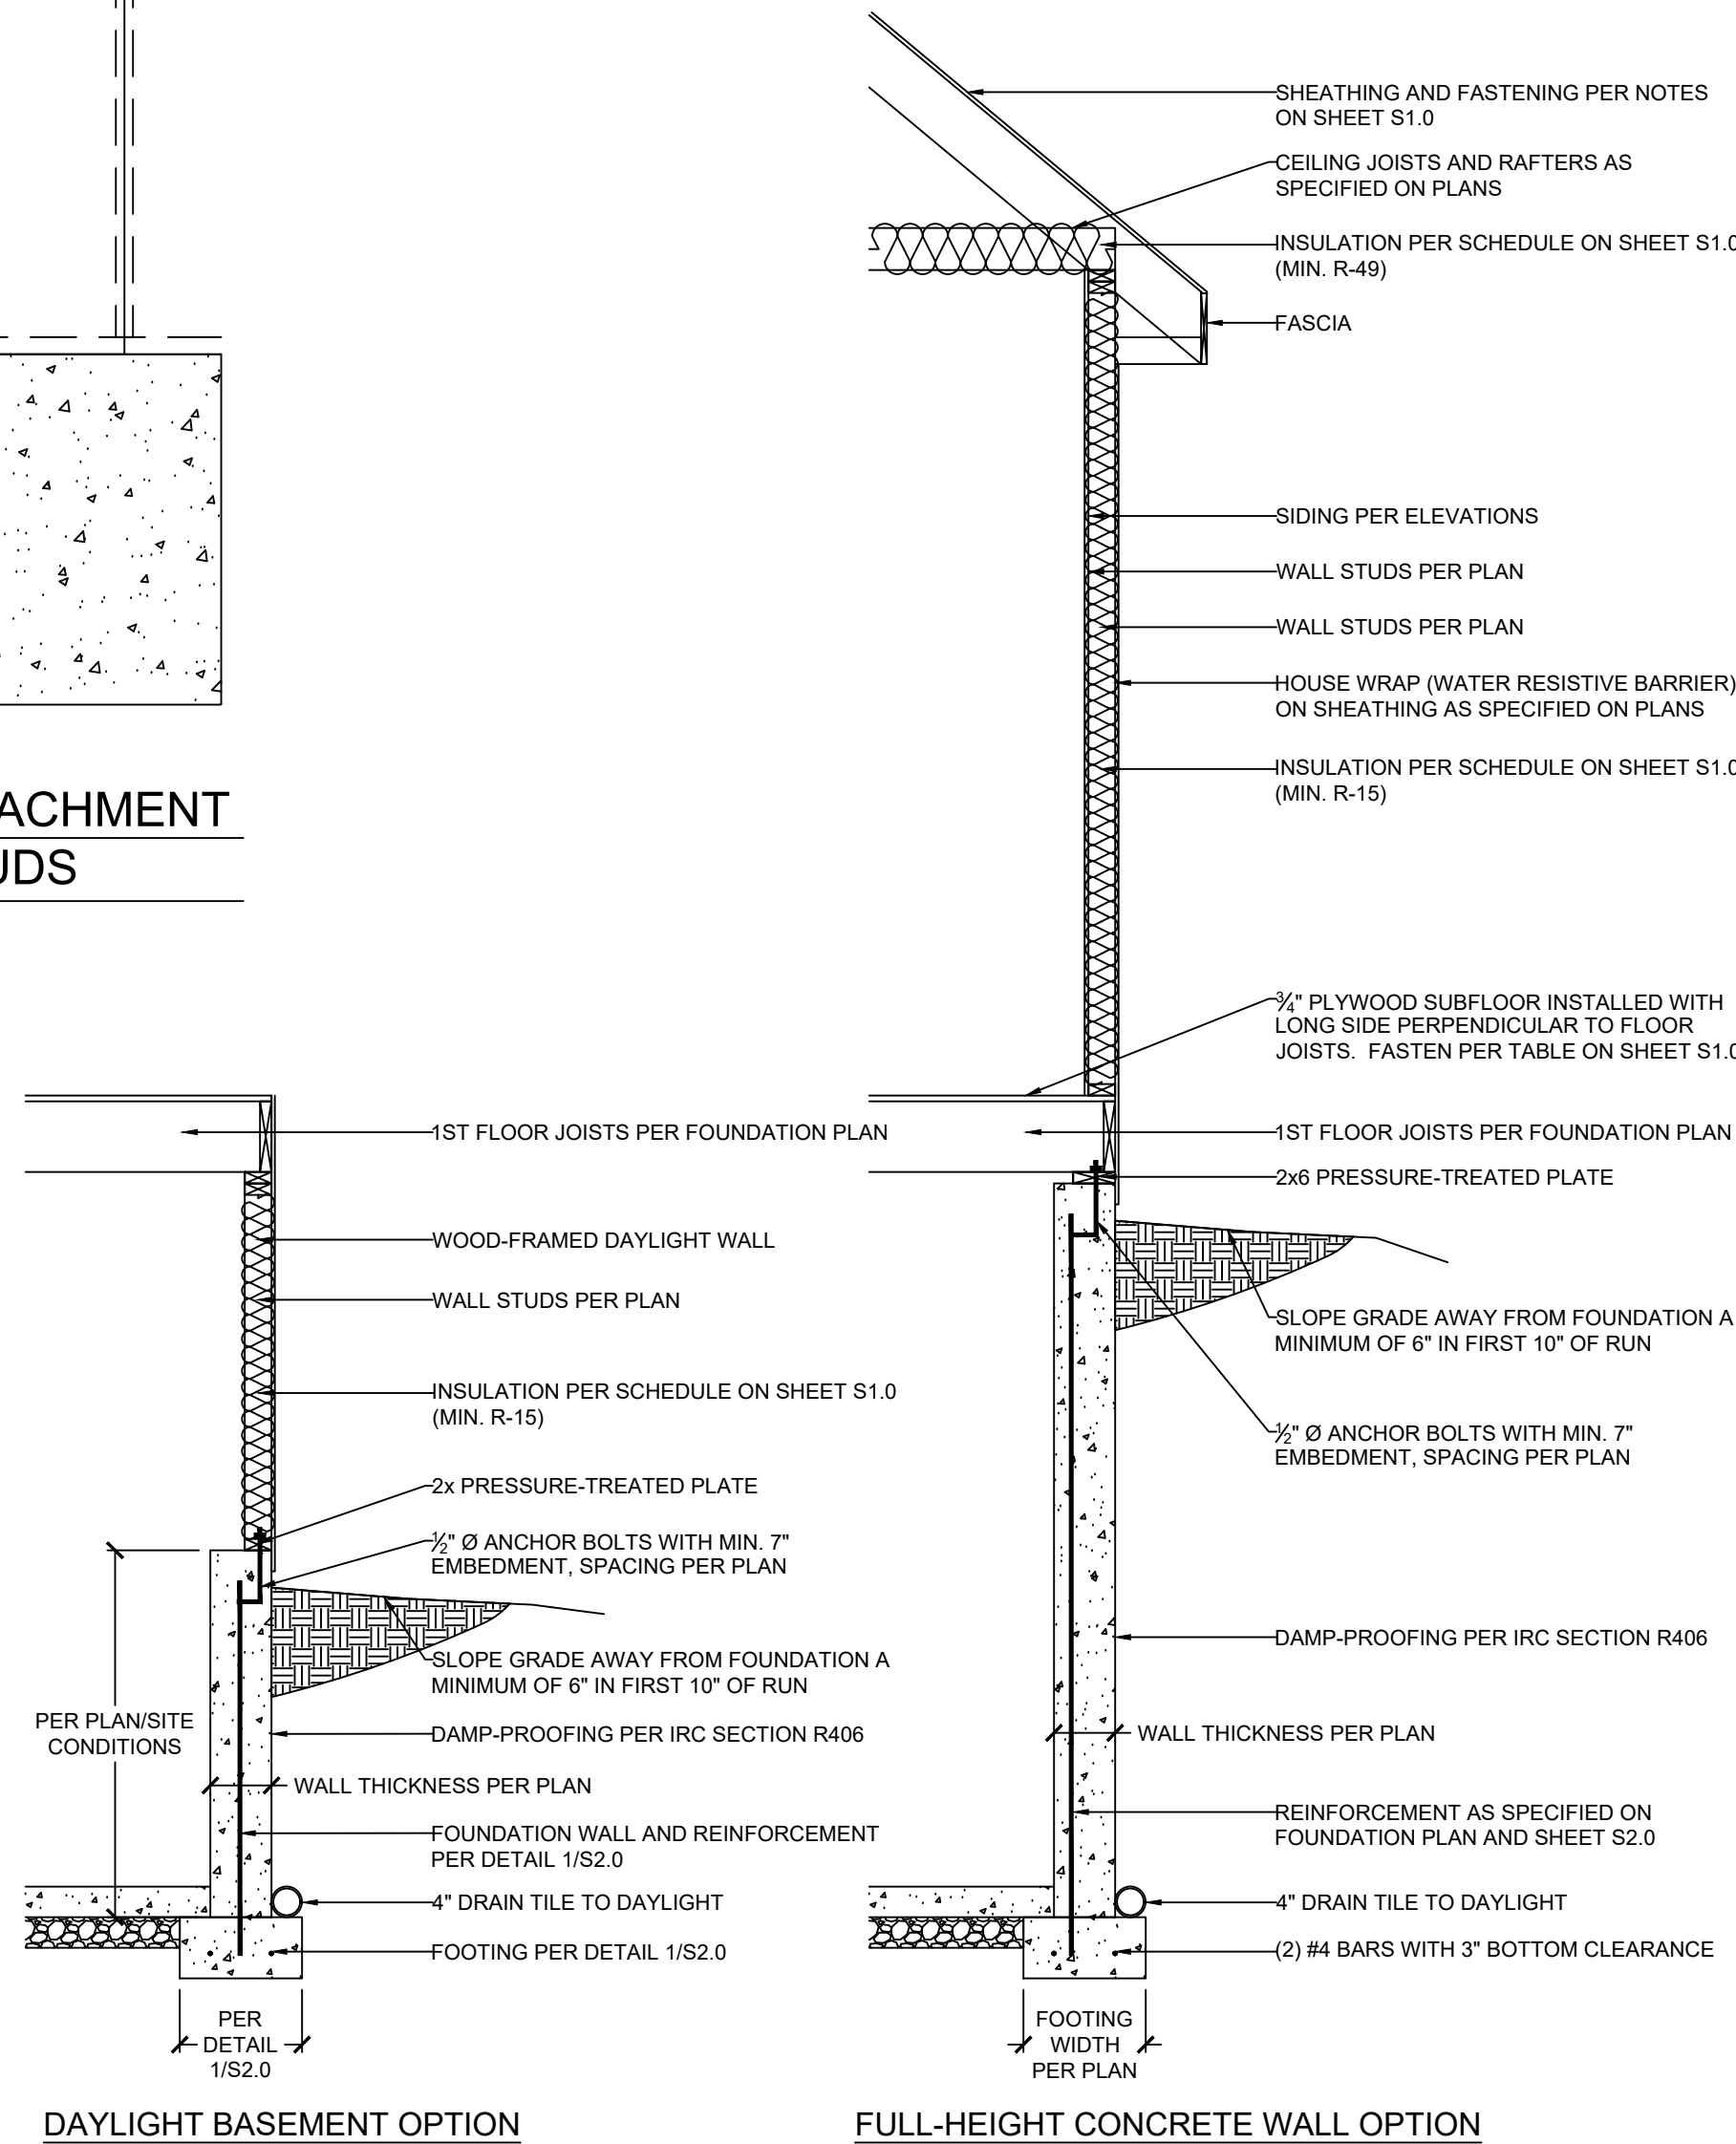 SHEATHING AND FASTENING PER NOTES
ON SHEET S1.0
CEILING JOISTS AND RAFTERS AS
SPECIFIED ON PLANS
INSULATION PER SCHEDULE ON SHEET S1.0
(MIN. R-49)
FASCIA
SIDING PER ELEVATIONS
WALL STUDS PER PLAN
WALL STUDS PER PLAN
HOUSE WRAP (WATER RESISTIVE BARRIER)
ON SHEATHING AS SPECIFIED ON PLANS
INSULATION PER SCHEDULE ON SHEET S1.0
(MIN. R-15)
ACHMENT
UDS
¾" PLYWOOD SUBFLOOR INSTALLED WITH
LONG SIDE PERPENDICULAR TO FLOOR
JOISTS. FASTEN PER TABLE ON SHEET S1.0
1ST FLOOR JOISTS PER FOUNDATION PLAN
2x6 PRESSURE-TREATED PLATE
SLOPE GRADE AWAY FROM FOUNDATION A
MINIMUM OF 6" IN FIRST 10" OF RUN
½" Ø ANCHOR BOLTS WITH MIN. 7"
EMBEDMENT, SPACING PER PLAN
DAMP-PROOFING PER IRC SECTION R406
WALL THICKNESS PER PLAN
REINFORCEMENT AS SPECIFIED ON
FOUNDATION PLAN AND SHEET S2.0
4" DRAIN TILE TO DAYLIGHT
(2) #4 BARS WITH 3" BOTTOM CLEARANCE
FOOTING
WIDTH
PER PLAN
FULL-HEIGHT CONCRETE WALL OPTION
1ST FLOOR JOISTS PER FOUNDATION PLAN
WOOD-FRAMED DAYLIGHT WALL
WALL STUDS PER PLAN
INSULATION PER SCHEDULE ON SHEET S1.0
(MIN. R-15)
2x PRESSURE-TREATED PLATE
½" Ø ANCHOR BOLTS WITH MIN. 7"
EMBEDMENT, SPACING PER PLAN
SLOPE GRADE AWAY FROM FOUNDATION A
MINIMUM OF 6" IN FIRST 10" OF RUN
PER PLAN/SITE
CONDITIONS
DAMP-PROOFING PER IRC SECTION R406
WALL THICKNESS PER PLAN
FOUNDATION WALL AND REINFORCEMENT
PER DETAIL 1/S2.0
4" DRAIN TILE TO DAYLIGHT
FOOTING PER DETAIL 1/S2.0
PER
DETAIL
1/S2.0
DAYLIGHT BASEMENT OPTION